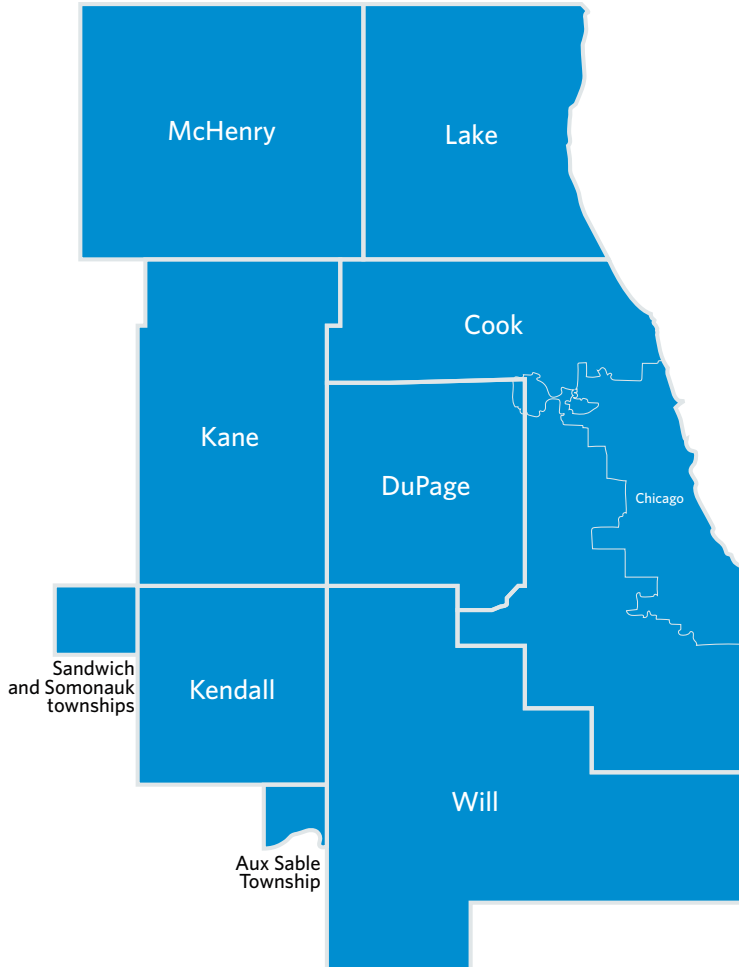 McHenry
Lake
Cook
Kane
DuPage
Chicago
Sandwich
and Somonauk
townships
Kendall
Will
Aux Sable
Township